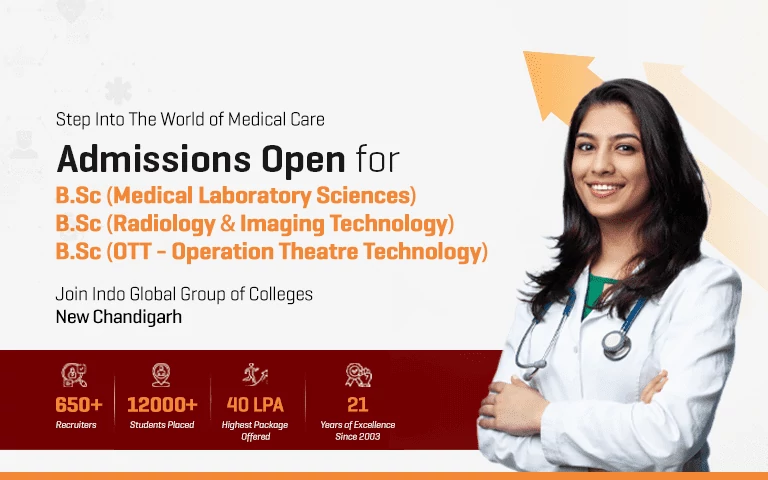 Step Into The World of Medical Care
Admissions Open for
B.Sc (Medical Laboratory Sciences)
B.Sc (Radiology & Imaging Technology)
B.Sc (OTT - Operation Theatre Technology)
Join Indo Global Group of Colleges
New Chandigarh
650+
Recruiters
12000+
Students Placed
40 LPA
Highest Package
Offered
21
Years of Excellence
Since 2003